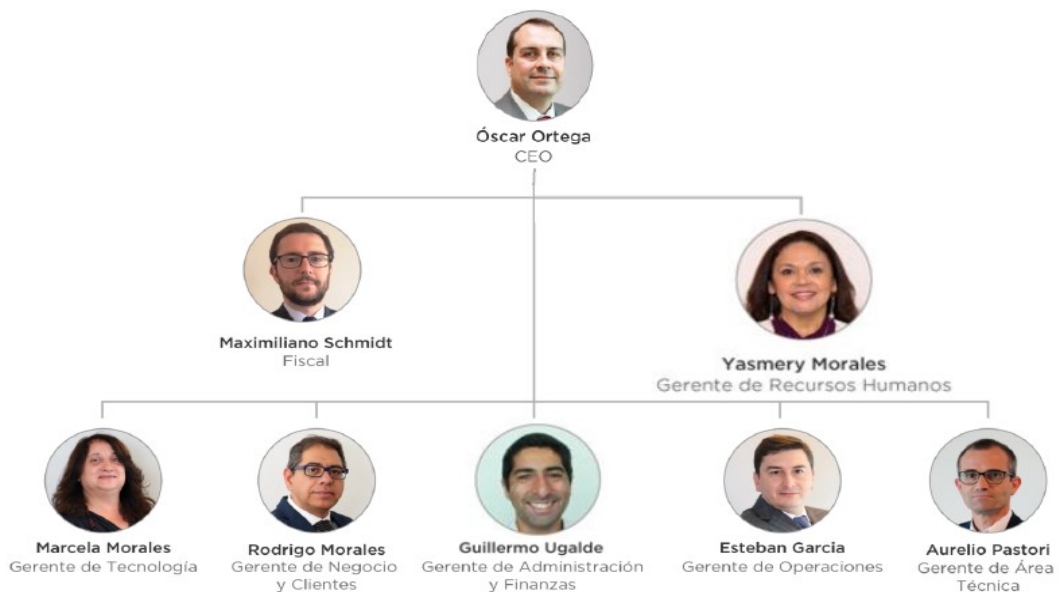 Óscar Ortega
CEO
Maximiliano Schmidt
Fiscal
Yasmery Morales
Gerente de Recursos Humanos
Marcela Morales
Gerente de Tecnología
Rodrigo Morales
Gerente de Negocio
y Clientes
Guillermo Ugalde
Gerente de Administración
y Finanzas
Esteban Garcia
Gerente de Operaciones
Aurelio Pastori
Gerente de Área
Técnica